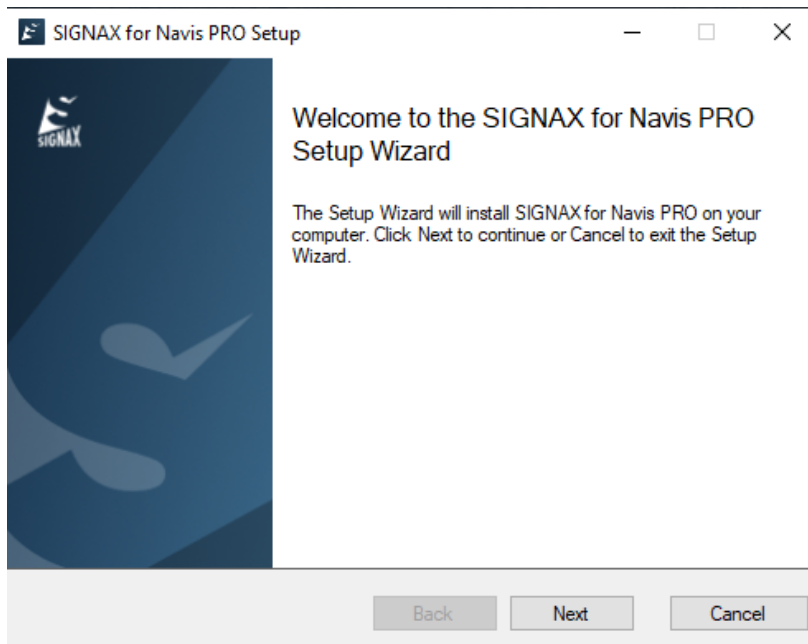 SIGNAX for Navis PRO Setup
SIGNAX
Welcome to the SIGNAX for Navis PRO
Setup Wizard
The Setup Wizard will install SIGNAX for Navis PRO on your
computer. Click Next to continue or Cancel to exit the Setup
Wizard.
Back
Next
Cancel